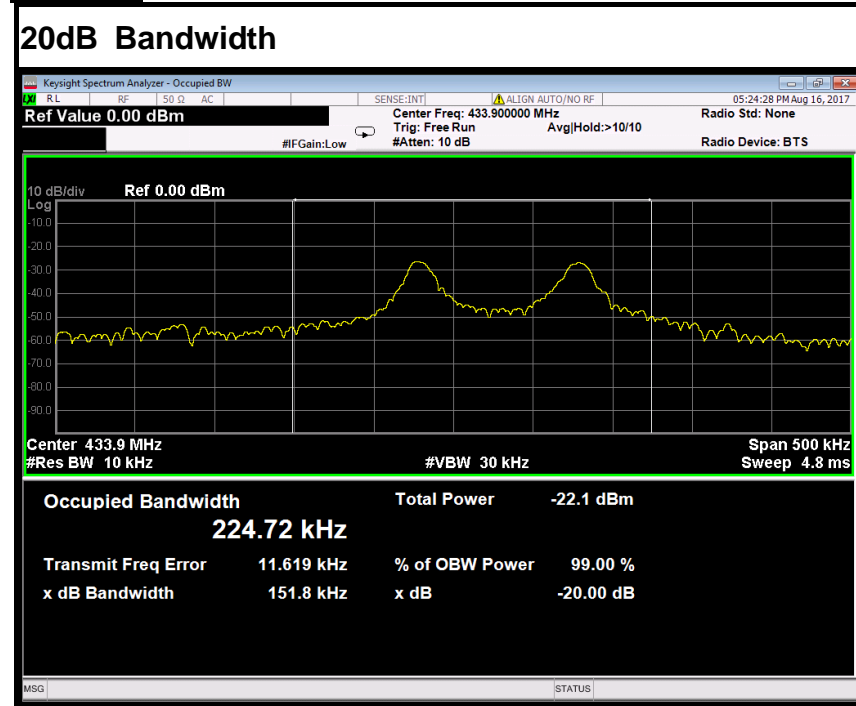 20dB Bandwidth
Keysight Spectrum Analyzer - Occupied BW
LXI RL RF 50 Ω AC SENSE:INT ALIGN AUTO/NO RF 05:24:28 PM Aug 16, 2017
Ref Value 0.00 dBm Center Freq: 433.900000 MHz Radio Std: None
Trig: Free Run Avg|Hold:>10/10
#IFGain:Low #Atten: 10 dB Radio Device: BTS
10 dB/div Ref 0.00 dBm
Log
-10.0
-20.0
-30.0
-40.0
-50.0
-60.0
-70.0
-80.0
-90.0
Center 433.9 MHz Span 500 kHz
#Res BW 10 kHz #VBW 30 kHz Sweep 4.8 ms
Occupied Bandwidth Total Power -22.1 dBm
224.72 kHz
Transmit Freq Error 11.619 kHz % of OBW Power 99.00 %
x dB Bandwidth 151.8 kHz x dB -20.00 dB
MSG STATUS